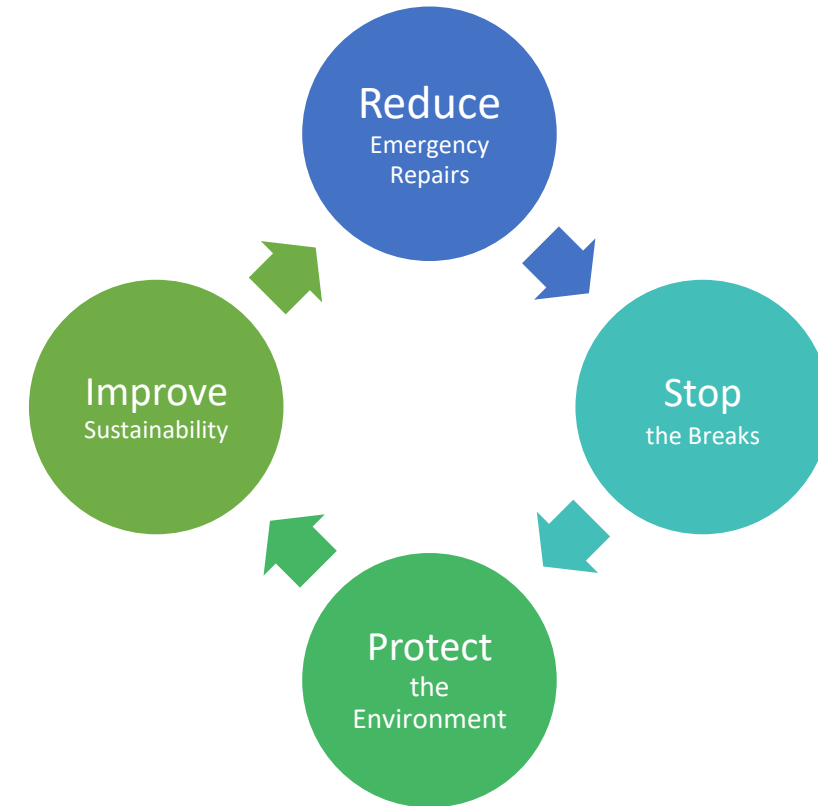 Reduce
Emergency
Repairs
Stop
the Breaks
Protect
the
Environment
Improve
Sustainability